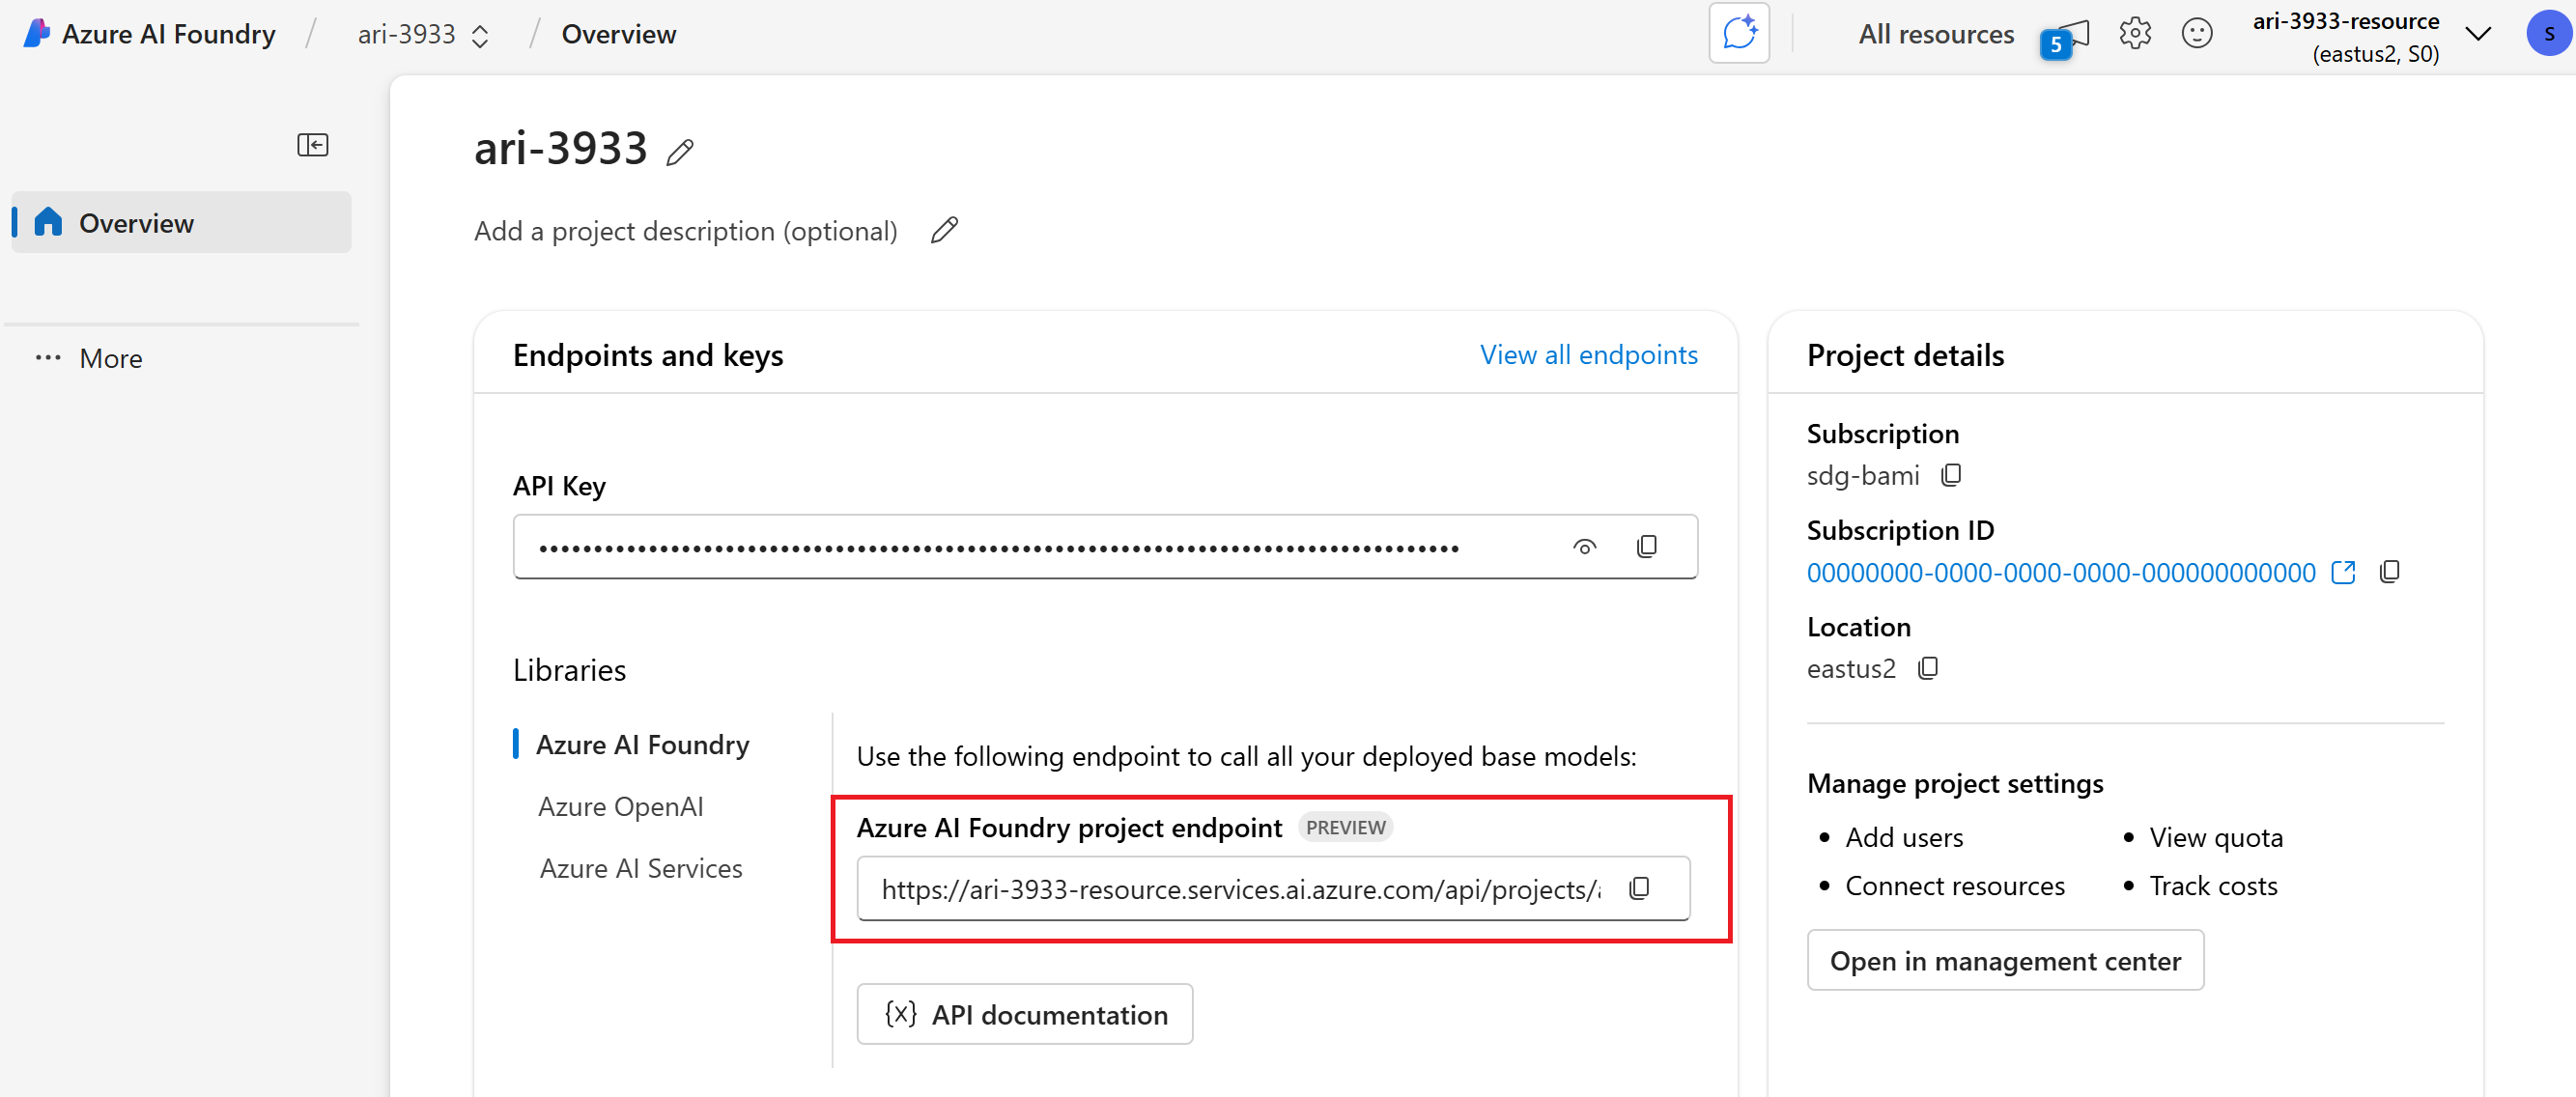 Azure AI Foundry / ari-3933 / Overview
All resources
5
ari-3933-resource
(eastus2, S0)
S
ari-3933
Overview
Add a project description (optional)
More
Endpoints and keys
View all endpoints
API Key
Libraries
Azure AI Foundry
Azure OpenAI
Azure AI Services
Use the following endpoint to call all your deployed base models:
Azure AI Foundry project endpoint PREVIEW
https://ari-3933-resource.services.ai.azure.com/api/projects/
{x} API documentation
Project details
Subscription
sdg-bami
Subscription ID
00000000-0000-0000-0000-000000000000
Location
eastus2
Manage project settings
• Add users
• View quota
• Connect resources
• Track costs
Open in management center